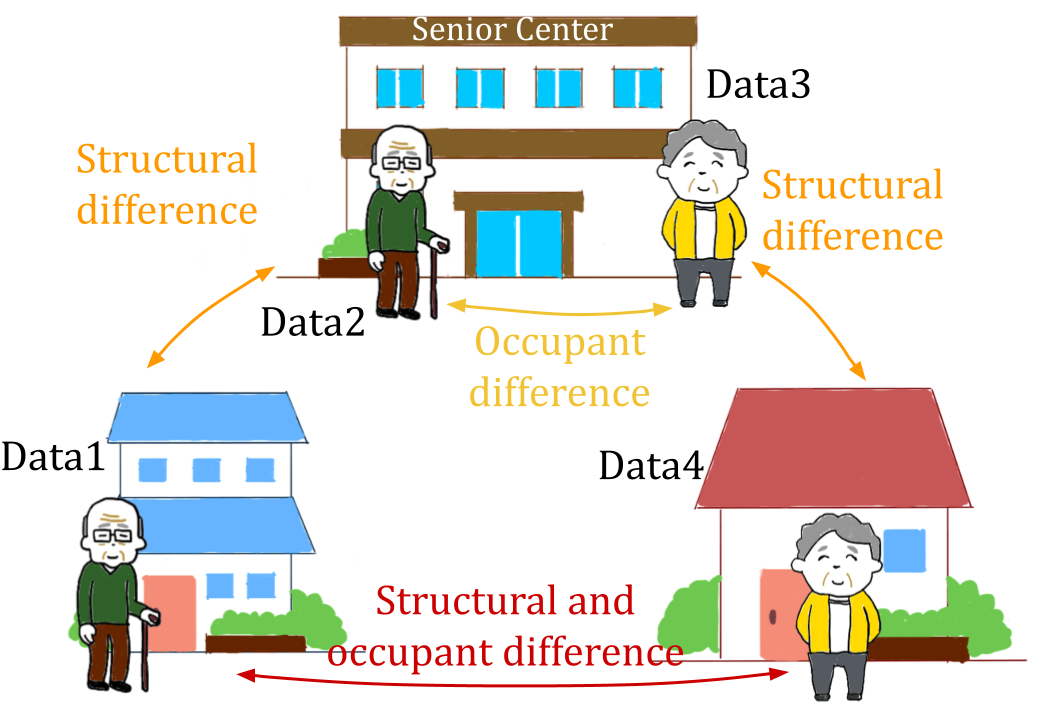 Senior Center
Data3
Structural
difference
Structural
difference
Data2
Occupant
difference
Data1
Data4
Structural and
occupant difference